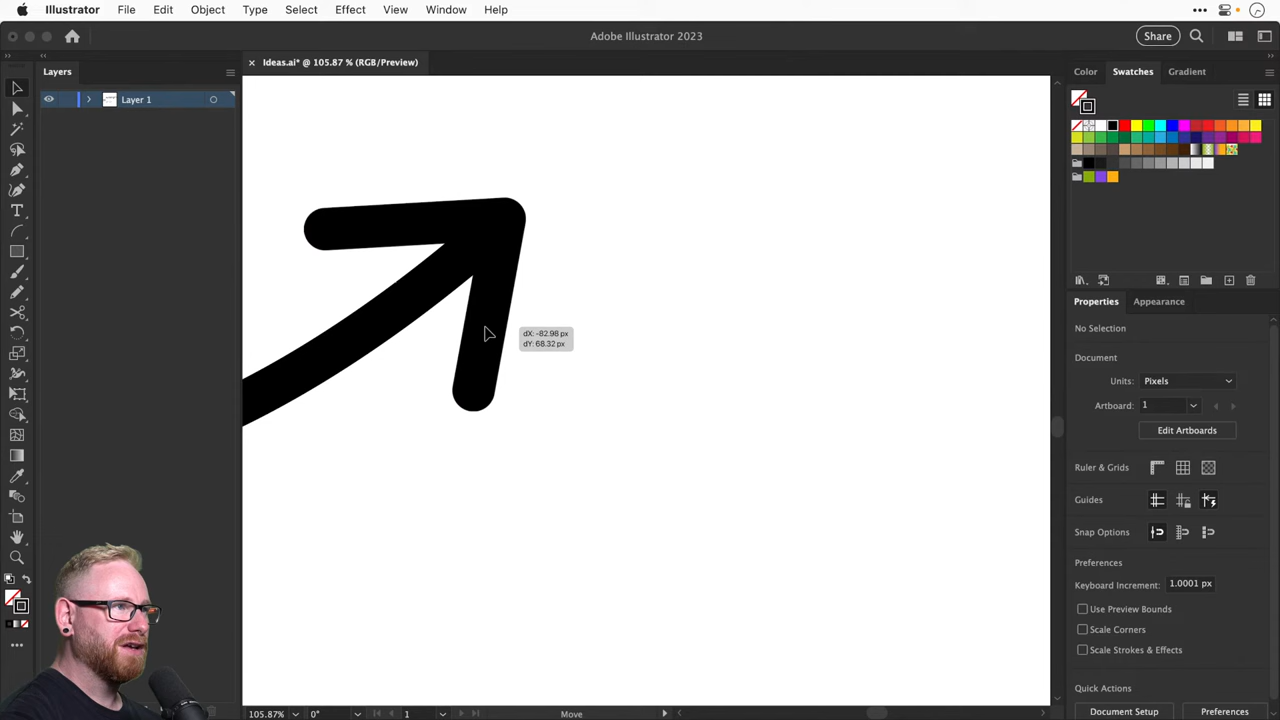 Illustrator File Edit Object Type Select Effect View Window Help
Adobe Illustrator 2023
Share
Layers
Ideas.ai* @ 105.87 % (RGB/Preview)
Color Swatches Gradient
Layer 1
dX: -82.98 px
dY: 68.32 px
Properties Appearance
No Selection
Document
Units: Pixels
Artboard: 1
Edit Artboards
Ruler & Grids
Guides
Snap Options
Preferences
Keyboard Increment: 1.0001 px
Use Preview Bounds
Scale Corners
Scale Strokes & Effects
Quick Actions
Document Setup Preferences
105.87% 0° 1 Move